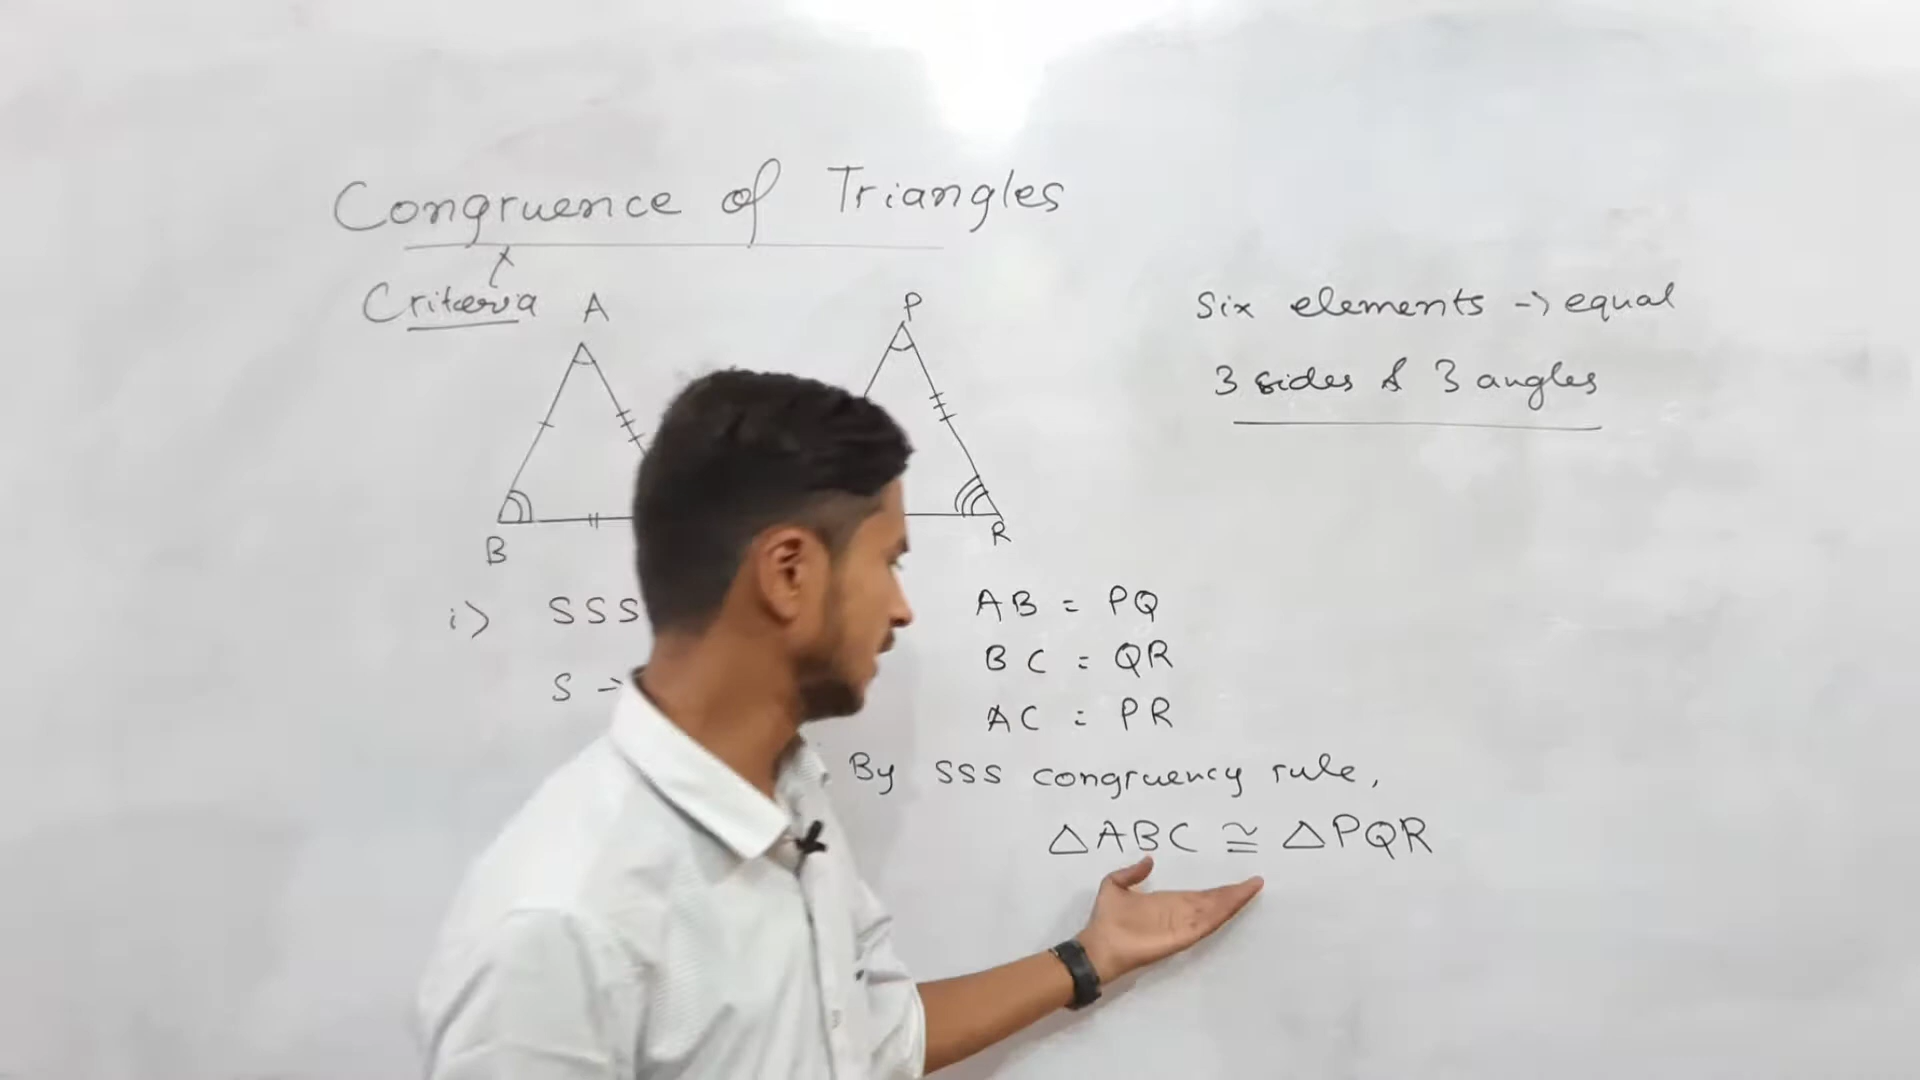 Congruence of Triangles
Criteria
A
P
Six elements -> equal
3 sides & 3 angles
B
R
i> SSS
S ->
AB = PQ
BC = QR
AC = PR
By SSS congruency rule,
△ABC ≅ △PQR